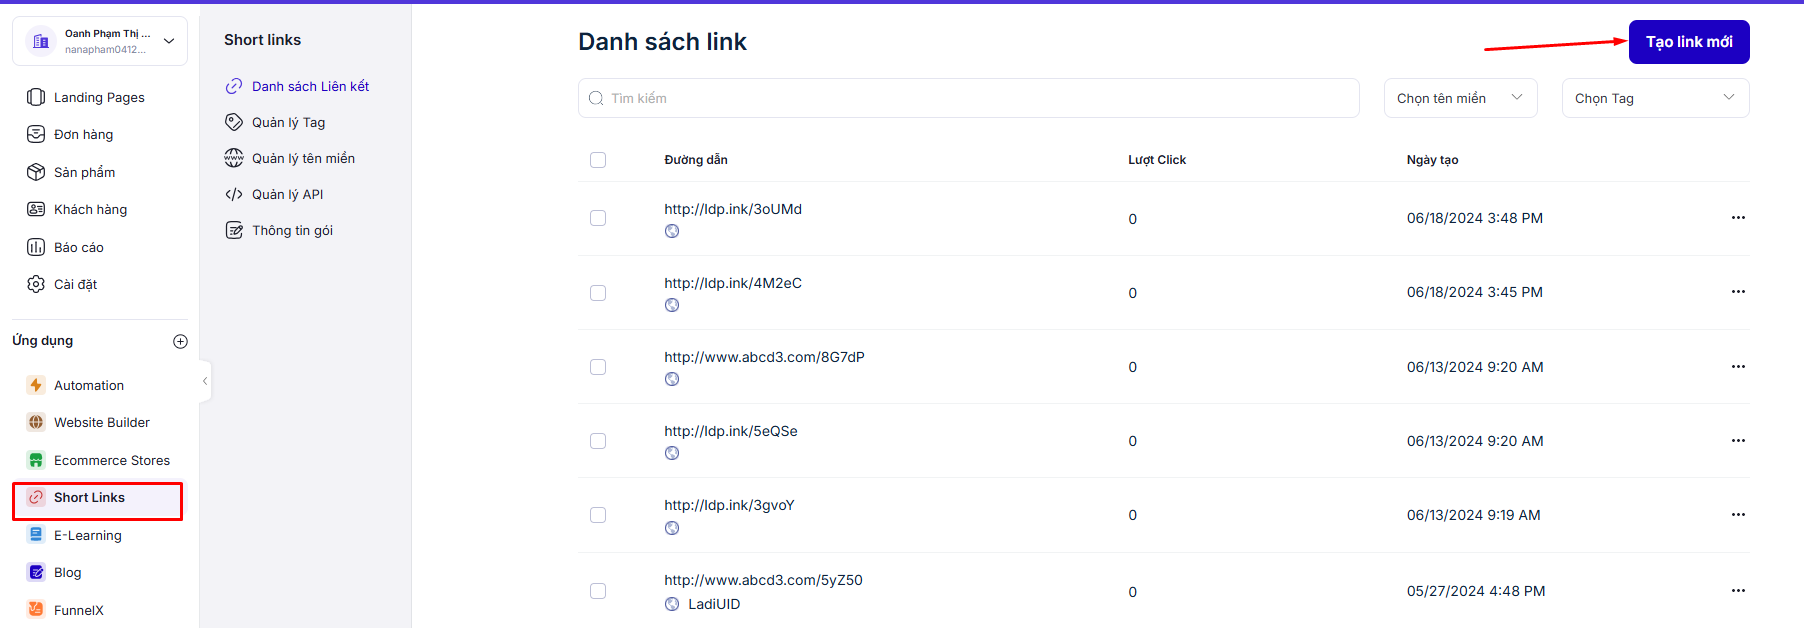 Oanh Phạm Thị ...
nanapham0412...
Landing Pages
Đơn hàng
Sản phẩm
Khách hàng
Báo cáo
Cài đặt
Ứng dụng
Automation
Website Builder
Ecommerce Stores
Short Links
E-Learning
Blog
FunnelX
Short links
Danh sách Liên kết
Quản lý Tag
Quản lý tên miền
Quản lý API
Thông tin gói
Danh sách link
Tạo link mới
Tìm kiếm
Chọn tên miền
Chọn Tag
Đường dẫn Lượt Click Ngày tạo
http://ldp.ink/3oUMd 0 06/18/2024 3:48 PM
http://ldp.ink/4M2eC 0 06/18/2024 3:45 PM
http://www.abcd3.com/8G7dP 0 06/13/2024 9:20 AM
http://ldp.ink/5eQSe 0 06/13/2024 9:20 AM
http://ldp.ink/3gvoY 0 06/13/2024 9:19 AM
http://www.abcd3.com/5yZ50 0 05/27/2024 4:48 PM
LadiUID